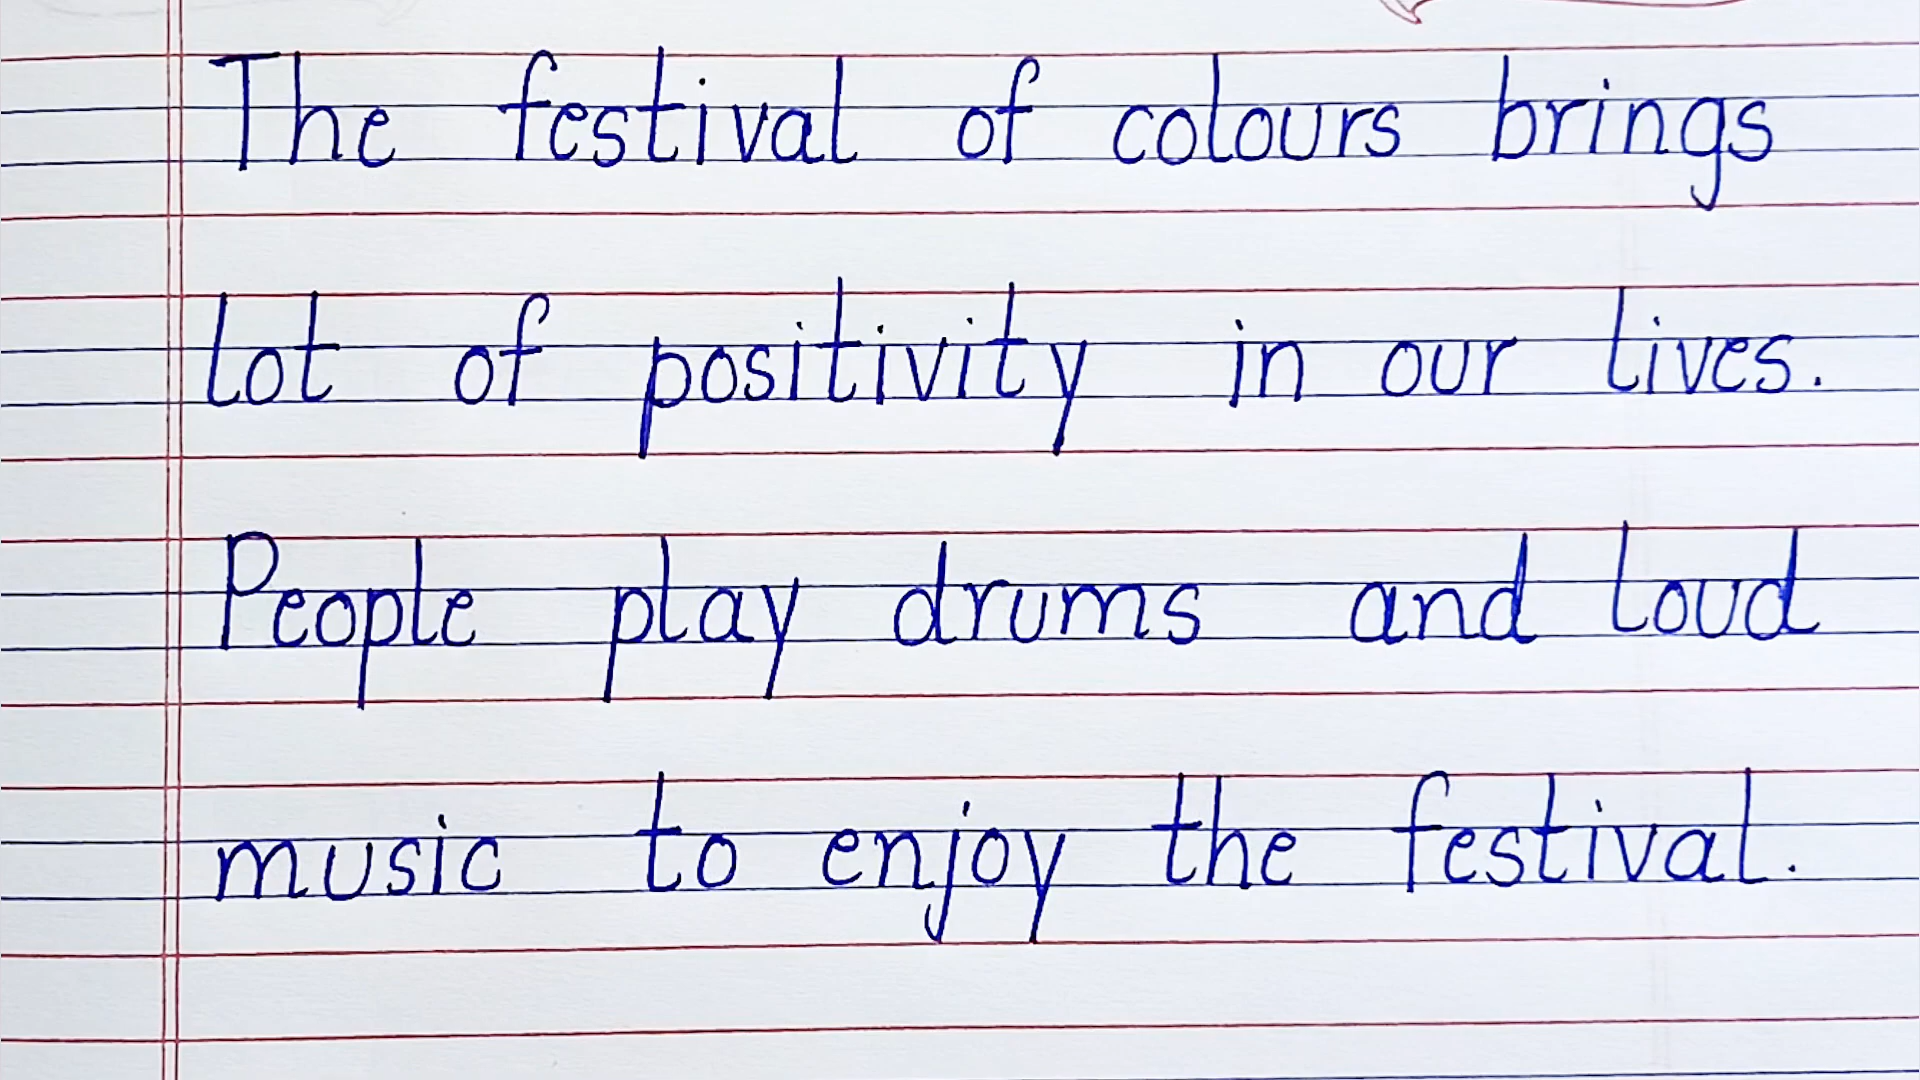 The festival of colours brings
lot of positivity in our lives.
People play drums and loud
music to enjoy the festival.